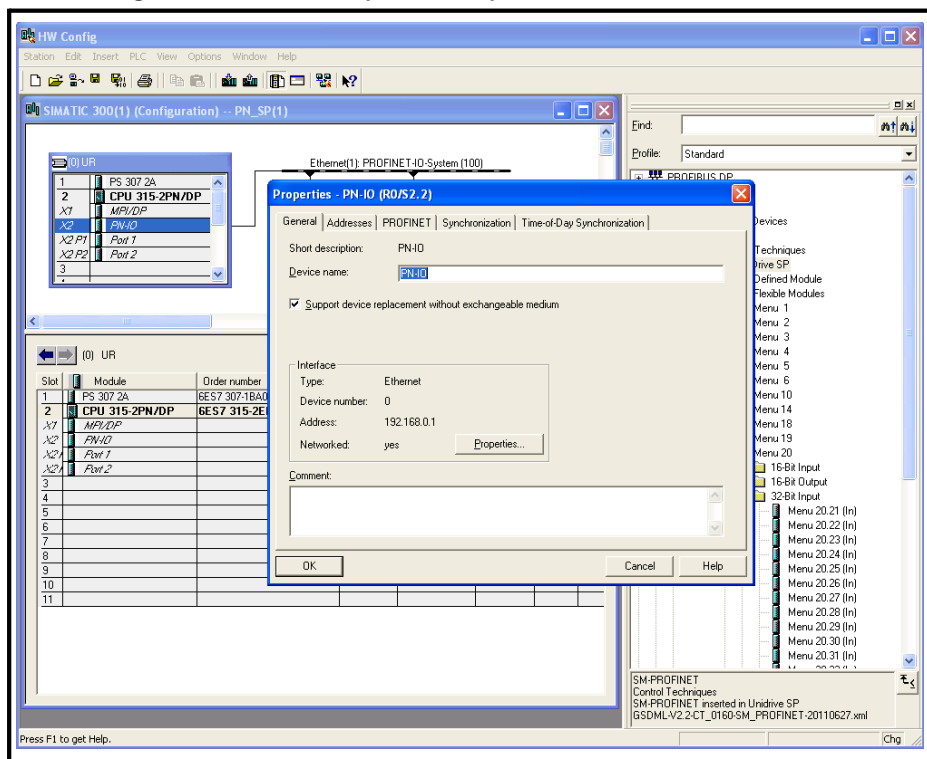 HW Config
Station Edit Insert PLC View Options Window Help
SIMATIC 300(1) (Configuration) -- PN_SP(1)
(0) UR
1 PS 307 2A
2 CPU 315-2PN/DP
X1 MPI/DP
X2 PN-IO
X2 P1 Port 1
X2 P2 Port 2
3
Ethernet(1): PROFINET-IO-System (100)
Properties - PN-IO (R0/S2.2)
General Addresses PROFINET Synchronization Time-of-Day Synchronization
Short description: PN-IO
Device name: PN-IO
Support device replacement without exchangeable medium
Interface
Type: Ethernet
Device number: 0
Address: 192.168.0.1
Networked: yes Properties...
Comment:
OK Cancel Help
(0) UR
Slot Module Order number
1 PS 307 2A 6ES7 307-1BA0
2 CPU 315-2PN/DP 6ES7 315-2E
X1 MPI/DP
X2 PN-IO
X2 Port 1
X2 Port 2
3
4
5
6
7
8
9
10
11
Find:
Profile: Standard
PROFIBUS DP
Devices
Techniques
Drive SP
Defined Module
Flexible Modules
Menu 1
Menu 2
Menu 3
Menu 4
Menu 5
Menu 6
Menu 10
Menu 14
Menu 18
Menu 19
Menu 20
16-Bit Input
16-Bit Output
32-Bit Input
Menu 20.21 (In)
Menu 20.22 (In)
Menu 20.23 (In)
Menu 20.24 (In)
Menu 20.25 (In)
Menu 20.26 (In)
Menu 20.27 (In)
Menu 20.28 (In)
Menu 20.29 (In)
Menu 20.30 (In)
Menu 20.31 (In)
SM-PROFINET
Control Techniques
SM-PROFINET inserted in Unidrive SP
GSDML-V2.2-CT_0160-SM_PROFINET-20110627.xml
Press F1 to get Help.
Chg